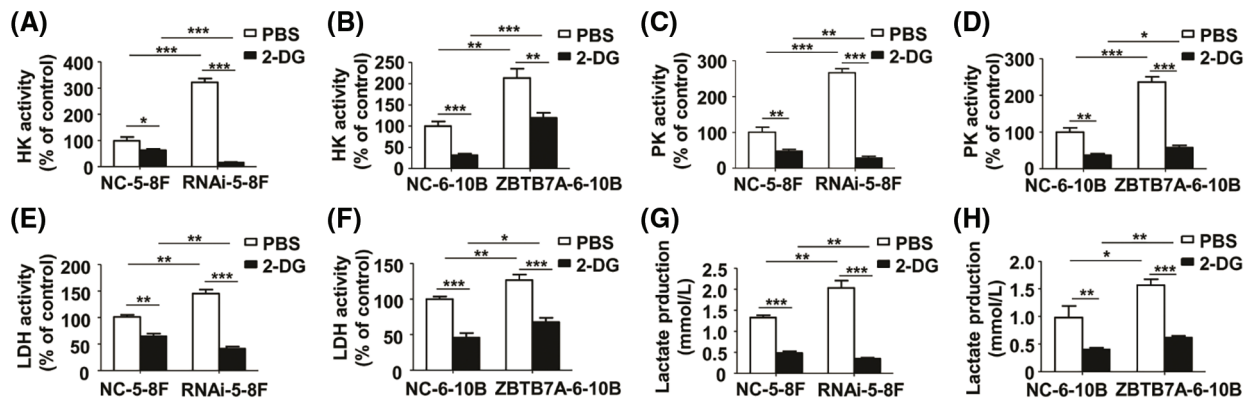 (A)
HK activity
(% of control)
400
300
200
100
0
***
***
***
*
PBS
2-DG
NC-5-8F RNAi-5-8F
(B)
HK activity
(% of control)
250
200
150
100
50
0
***
**
**
***
PBS
2-DG
NC-6-10B ZBTB7A-6-10B
(C)
PK activity
(% of control)
300
200
100
0
**
***
***
**
PBS
2-DG
NC-5-8F RNAi-5-8F
(D)
PK activity
(% of control)
300
200
100
0
*
***
***
**
PBS
2-DG
NC-6-10B ZBTB7A-6-10B
(E)
LDH activity
(% of control)
200
150
100
50
0
**
**
***
**
PBS
2-DG
NC-5-8F RNAi-5-8F
(F)
LDH activity
(% of control)
150
100
50
0
*
**
***
***
PBS
2-DG
NC-6-10B ZBTB7A-6-10B
(G)
Lactate prduction
(mmol/L)
2.5
2.0
1.5
1.0
0.5
0
**
**
***
***
PBS
2-DG
NC-5-8F RNAi-5-8F
(H)
Lactate prduction
(mmol/L)
2.0
1.5
1.0
0.5
0
**
*
***
**
PBS
2-DG
NC-6-10B ZBTB7A-6-10B